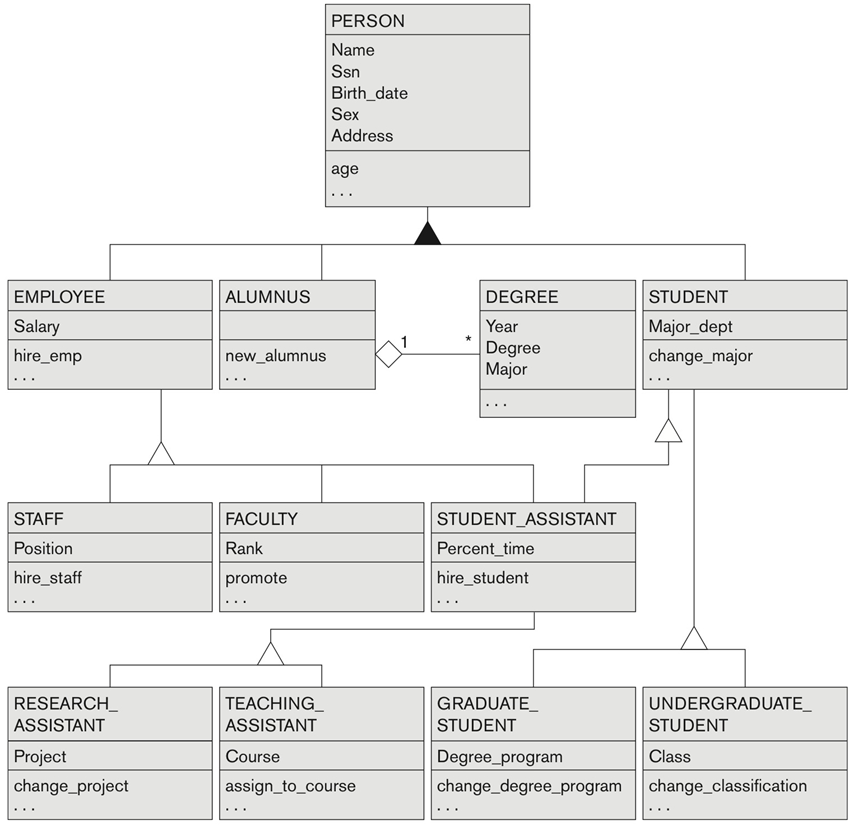 PERSON
Name
Ssn
Birth_date
Sex
Address
age
. . .
EMPLOYEE
Salary
hire_emp
. . .
ALUMNUS
new_alumnus
. . .
1
*
DEGREE
Year
Degree
Major
. . .
STUDENT
Major_dept
change_major
. . .
STAFF
Position
hire_staff
. . .
FACULTY
Rank
promote
. . .
STUDENT_ASSISTANT
Percent_time
hire_student
. . .
RESEARCH_
ASSISTANT
Project
change_project
. . .
TEACHING_
ASSISTANT
Course
assign_to_course
. . .
GRADUATE_
STUDENT
Degree_program
change_degree_program
. . .
UNDERGRADUATE_
STUDENT
Class
change_classification
. . .